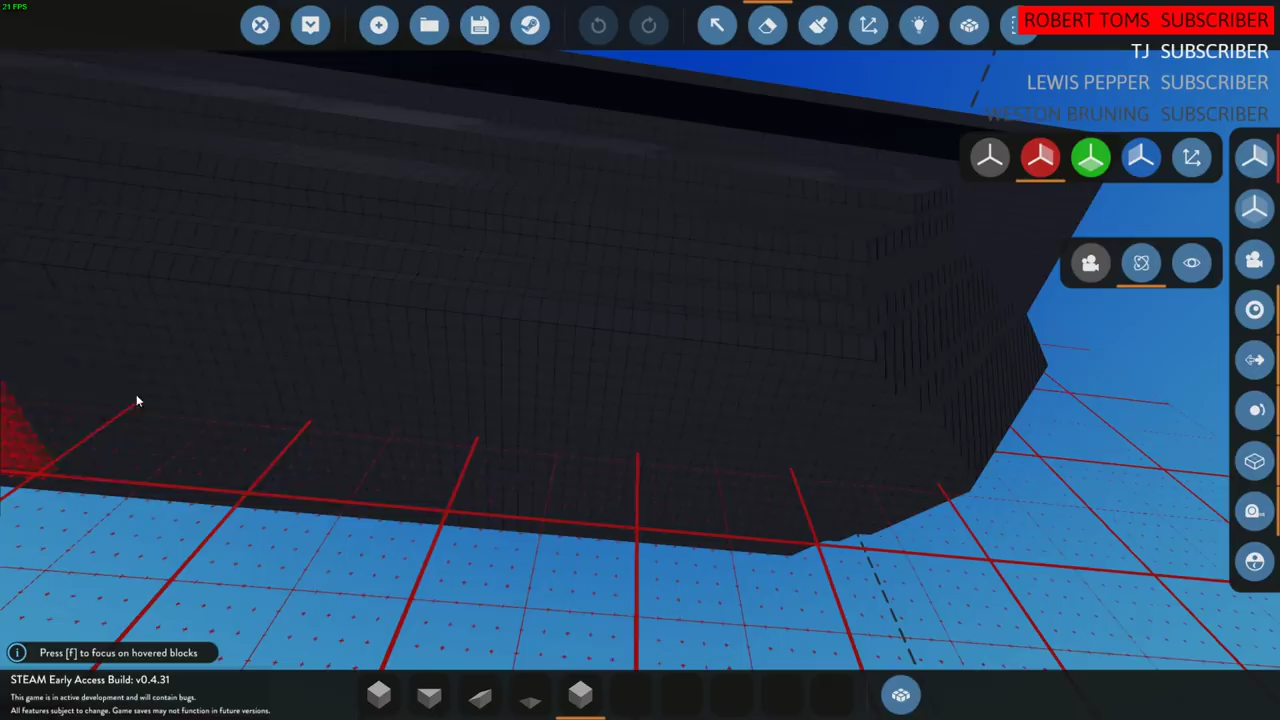 21 FPS
ROBERT TOMS SUBSCRIBER
TJ SUBSCRIBER
LEWIS PEPPER SUBSCRIBER
WESTON BRUNING SUBSCRIBER
i Press [f] to focus on hovered blocks
STEAM Early Access Build: v0.4.31
This game is in active development and will contain bugs.
All features subject to change. Game saves may not function in future versions.